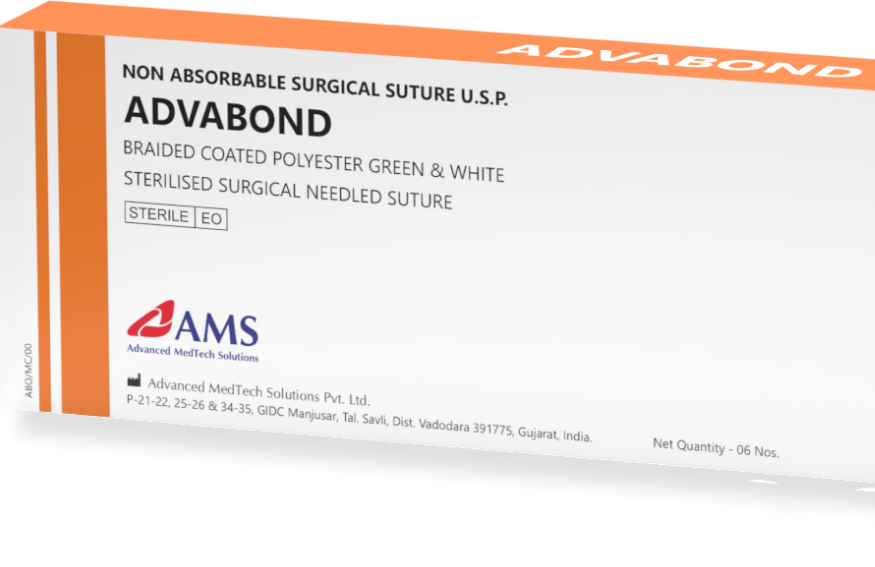 ADVABOND
NON ABSORBABLE SURGICAL SUTURE U.S.P.
ADVABOND
BRAIDED COATED POLYESTER GREEN & WHITE
STERILISED SURGICAL NEEDLED SUTURE
STERILE EO
AMS
Advanced MedTech Solutions
Advanced MedTech Solutions Pvt. Ltd.
P-21-22, 25-26 & 34-35, GIDC Manjusar, Tal. Savli, Dist. Vadodara 391775, Gujarat, India.
Net Quantity - 06 Nos.
ABO/MC/00